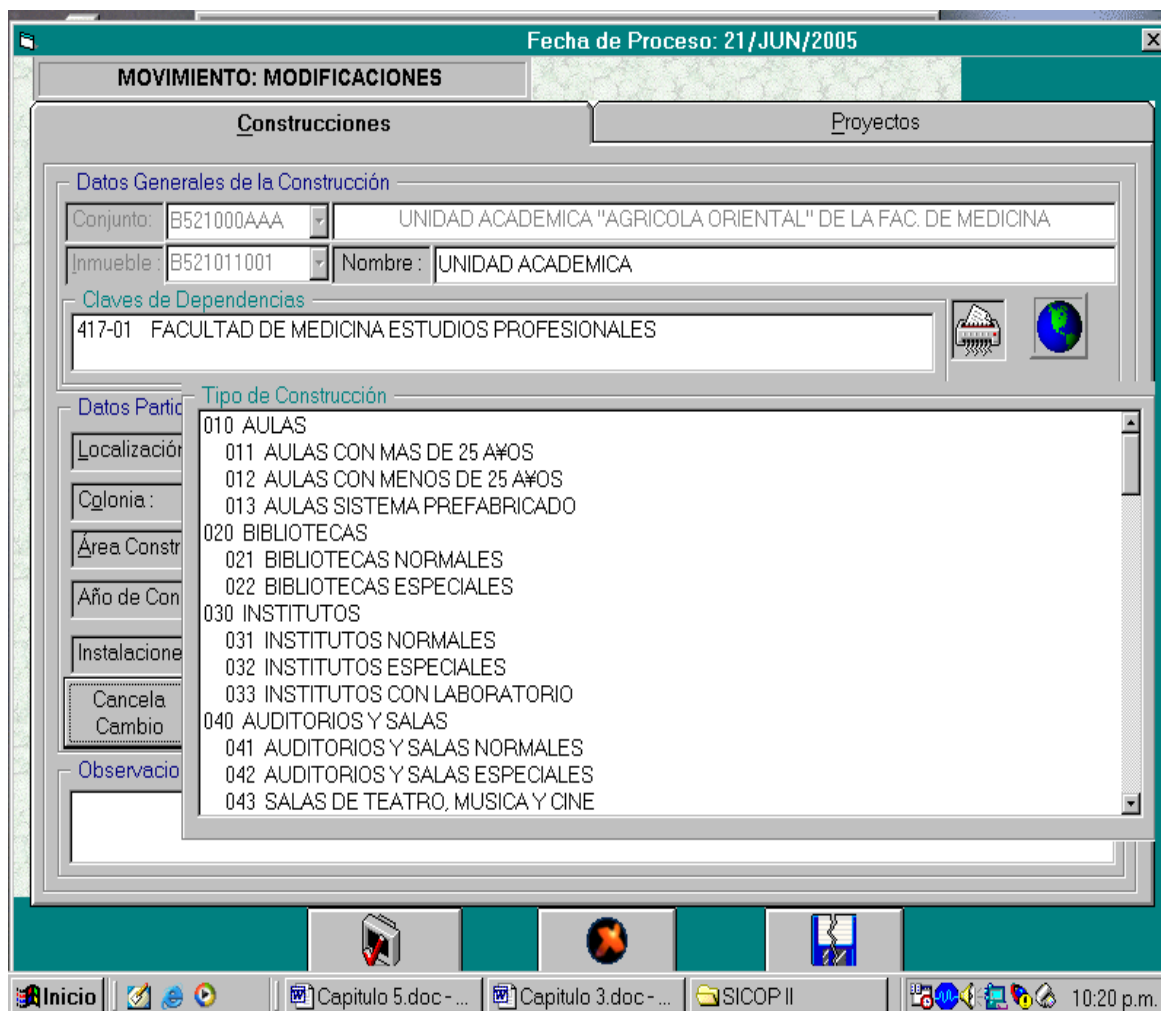 Fecha de Proceso: 21/JUN/2005
MOVIMIENTO: MODIFICACIONES
Construcciones
Proyectos
Datos Generales de la Construcción
Conjunto: B521000AAA UNIDAD ACADEMICA "AGRICOLA ORIENTAL" DE LA FAC. DE MEDICINA
Inmueble : B521011001 Nombre : UNIDAD ACADEMICA
Claves de Dependencias
417-01 FACULTAD DE MEDICINA ESTUDIOS PROFESIONALES
Datos Partic
Localización
Colonia :
Área Constr
Año de Con
Instalacione
Cancela
Cambio
Observacio
Tipo de Construcción
010 AULAS
011 AULAS CON MAS DE 25 A¥OS
012 AULAS CON MENOS DE 25 A¥OS
013 AULAS SISTEMA PREFABRICADO
020 BIBLIOTECAS
021 BIBLIOTECAS NORMALES
022 BIBLIOTECAS ESPECIALES
030 INSTITUTOS
031 INSTITUTOS NORMALES
032 INSTITUTOS ESPECIALES
033 INSTITUTOS CON LABORATORIO
040 AUDITORIOS Y SALAS
041 AUDITORIOS Y SALAS NORMALES
042 AUDITORIOS Y SALAS ESPECIALES
043 SALAS DE TEATRO, MUSICA Y CINE
Inicio Capitulo 5.doc - ... Capitulo 3.doc - ... SICOP II 10:20 p.m.